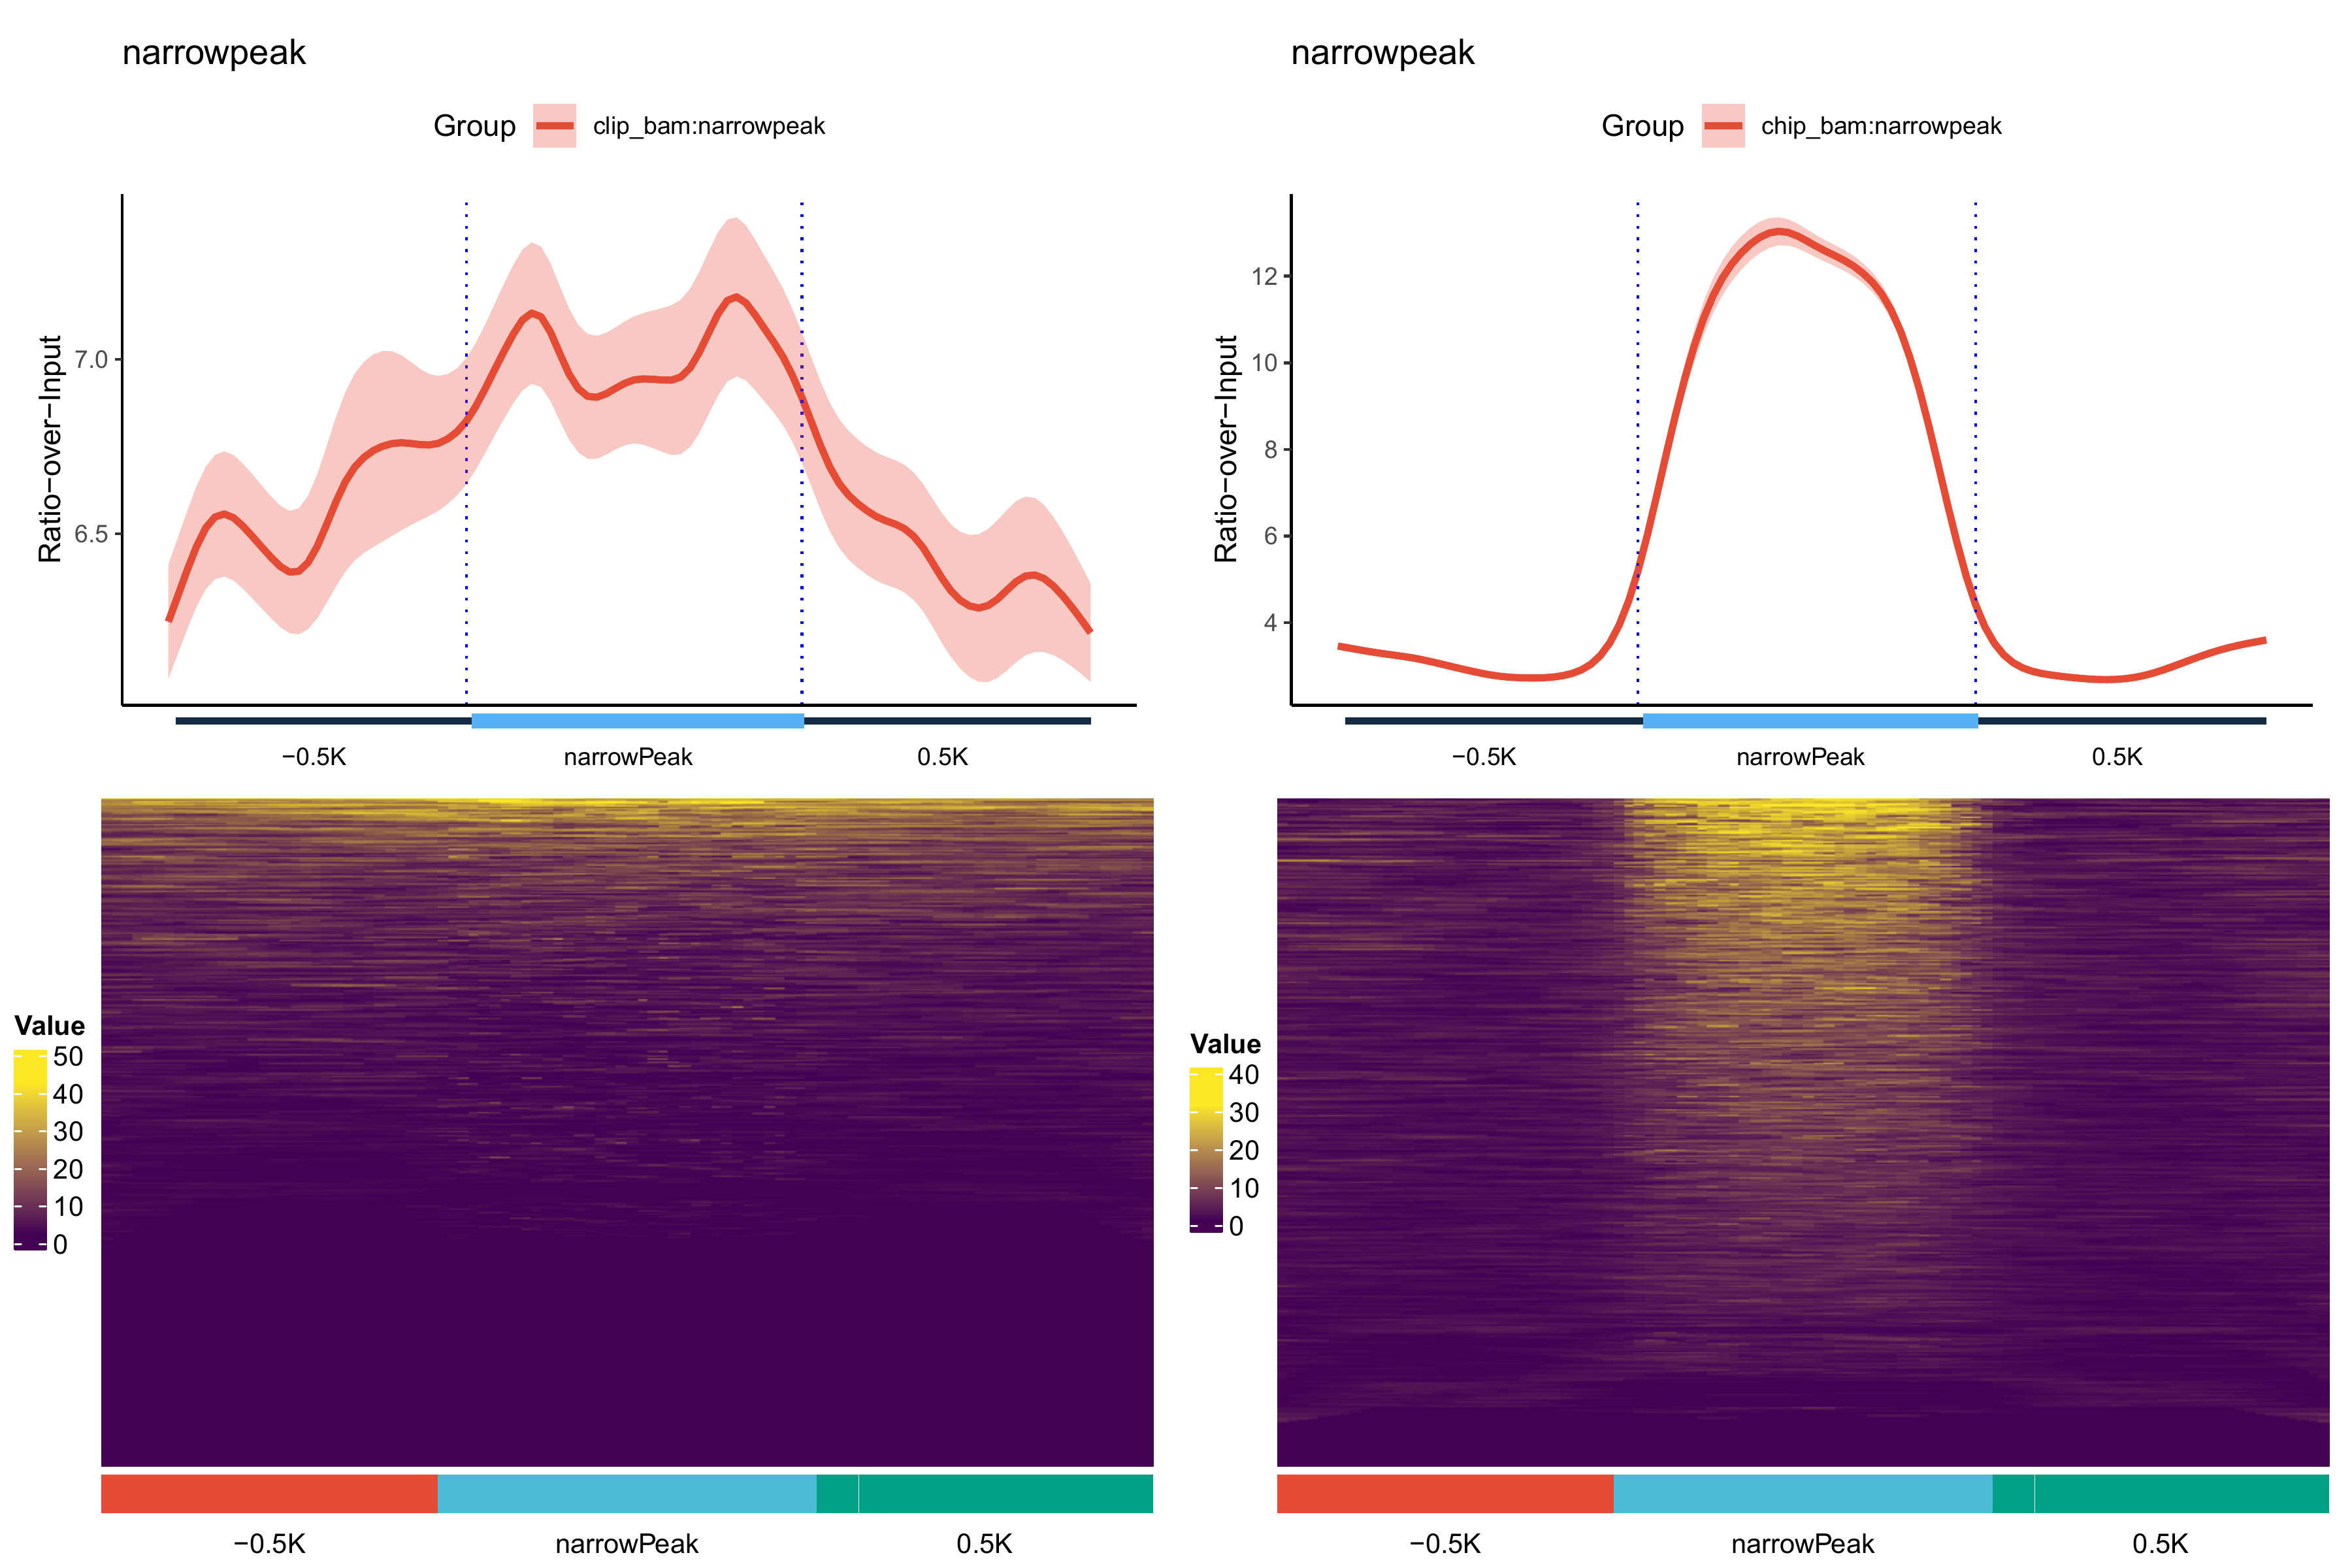 narrowpeak
Group clip_bam:narrowpeak
Ratio−over−Input
7.0
6.5
−0.5K narrowPeak 0.5K
Value
50
40
30
20
10
0
−0.5K narrowPeak 0.5K
narrowpeak
Group chip_bam:narrowpeak
Ratio−over−Input
12
10
8
6
4
−0.5K narrowPeak 0.5K
Value
40
30
20
10
0
−0.5K narrowPeak 0.5K